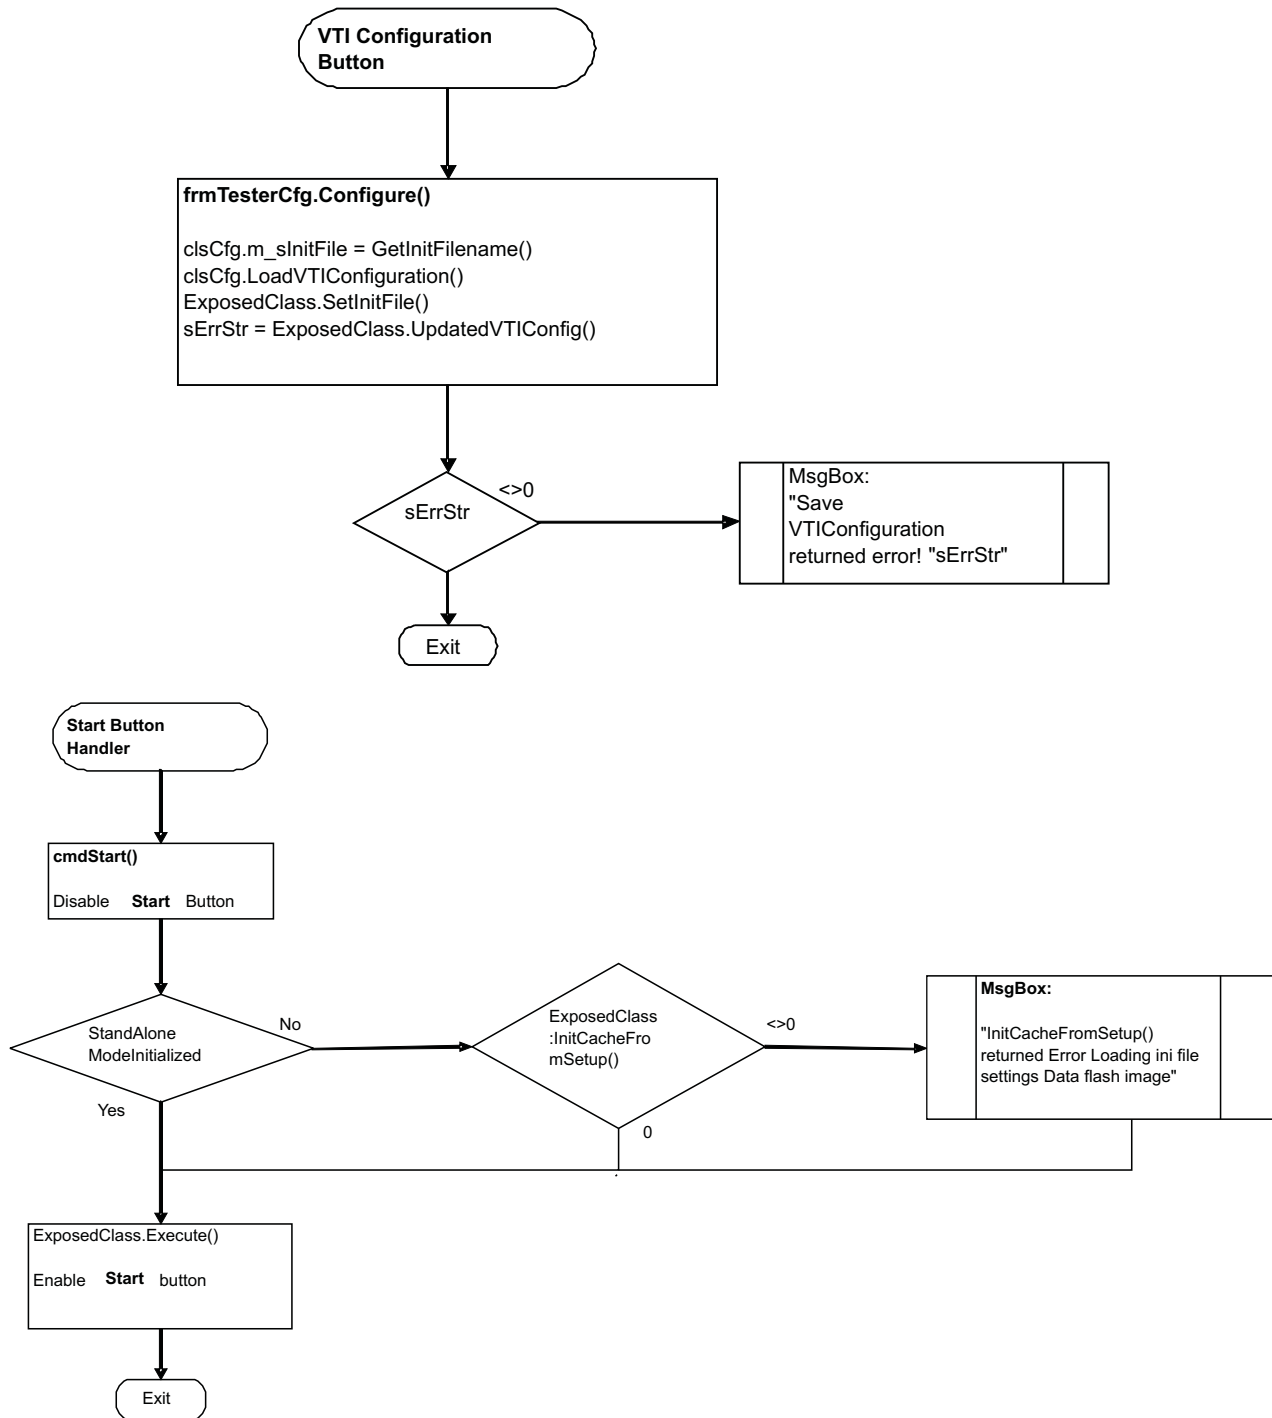 VTI Configuration
Button
frmTesterCfg.Configure()
clsCfg.m_sInitFile = GetInitFilename()
clsCfg.LoadVTIConfiguration()
ExposedClass.SetInitFile()
sErrStr = ExposedClass.UpdatedVTIConfig()
sErrStr
<>0
MsgBox:
"Save
VTIConfiguration
returned error! "sErrStr"
Exit
Start Button
Handler
cmdStart()
Disable Start Button
StandAlone
ModeInitialized
No
Yes
ExposedClass
:InitCacheFro
mSetup()
<>0
0
MsgBox:
"InitCacheFromSetup()
returned Error Loading ini file
settings Data flash image"
ExposedClass.Execute()
Enable Start button
Exit